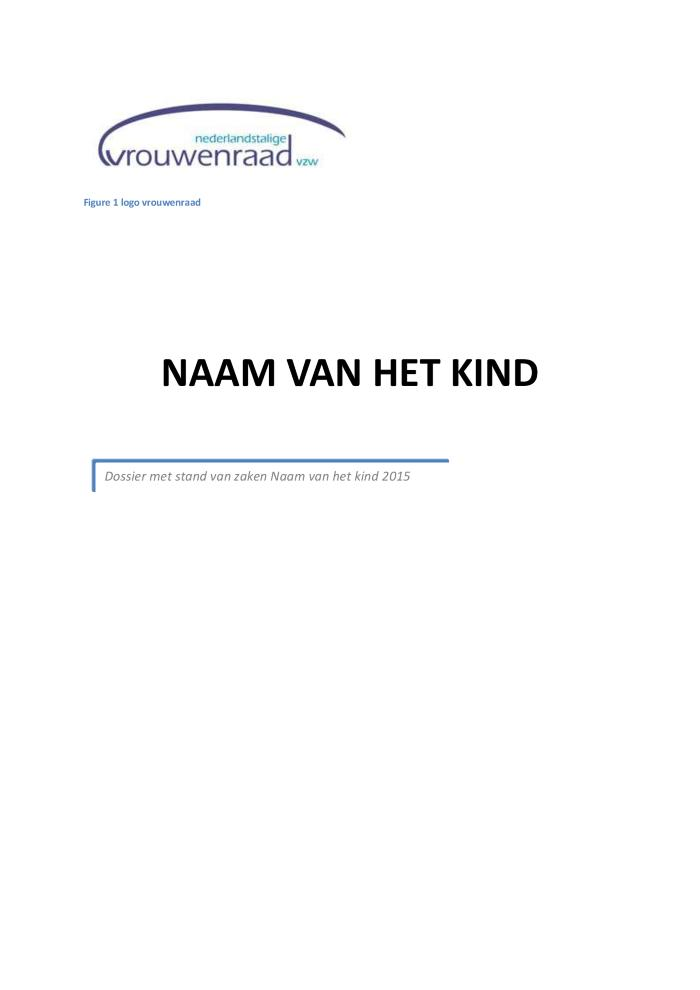 nederlandstalige
vrouwenraad vzw
Figure 1 logo vrouwenraad
NAAM VAN HET KIND
Dossier met stand van zaken Naam van het kind 2015